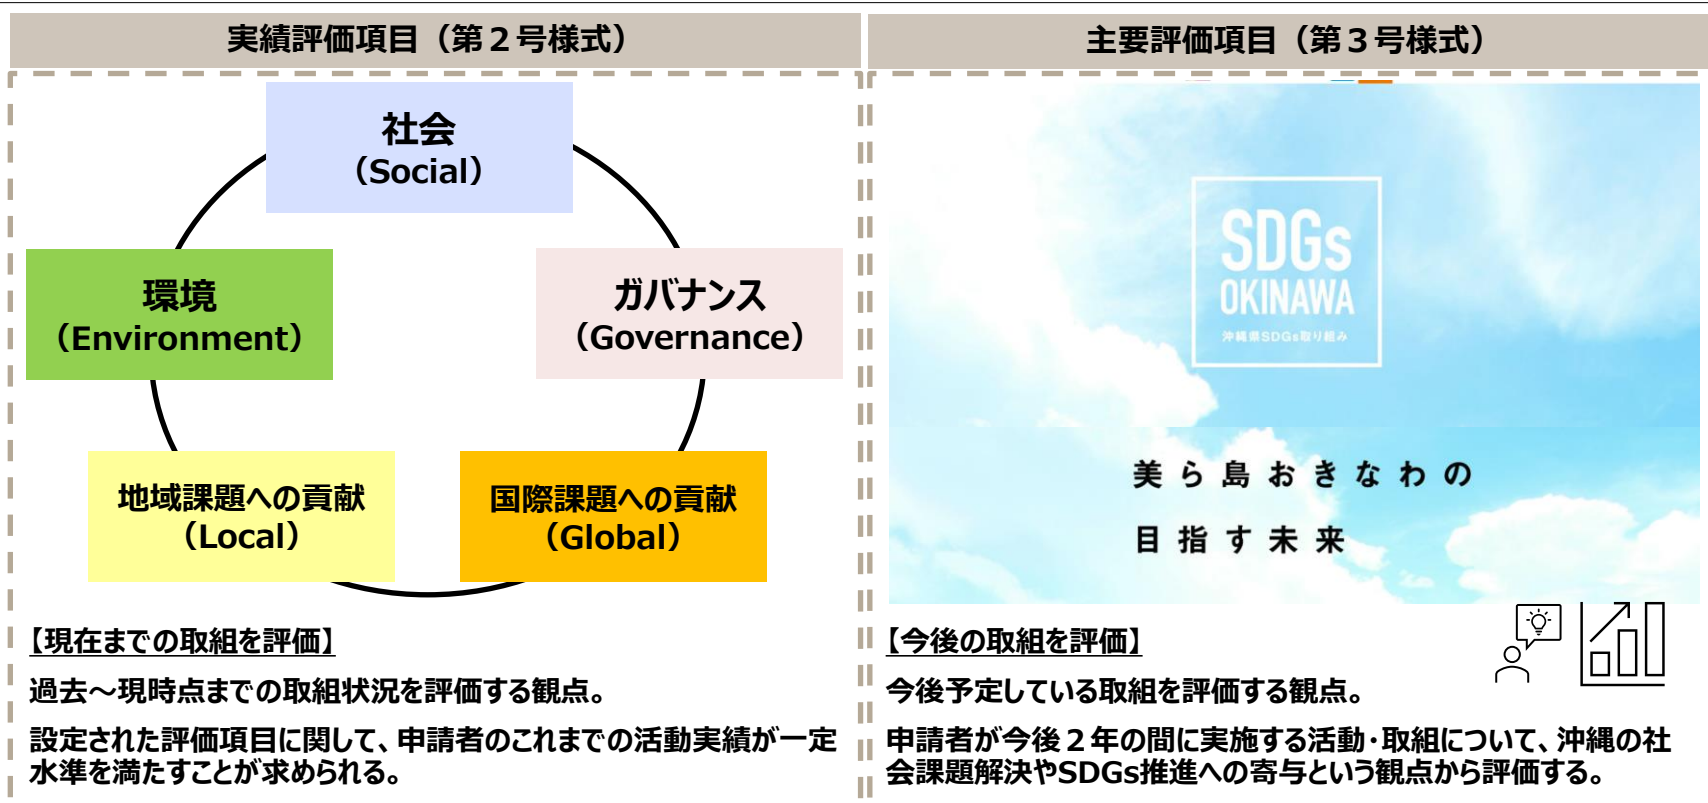 実績評価項目（第２号様式）
社会
（Social）
環境
（Environment）
ガバナンス
（Governance）
地域課題への貢献
（Local）
国際課題への貢献
（Global）
【現在までの取組を評価】
過去～現時点までの取組状況を評価する観点。
設定された評価項目に関して、申請者のこれまでの活動実績が一定
水準を満たすことが求められる。
主要評価項目（第３号様式）
SDGs
OKINAWA
沖縄県SDGs取り組み
美ら島おきなわの
目指す未来
【今後の取組を評価】
今後予定している取組を評価する観点。
申請者が今後２年の間に実施する活動・取組について、沖縄の社
会課題解決やSDGs推進への寄与という観点から評価する。